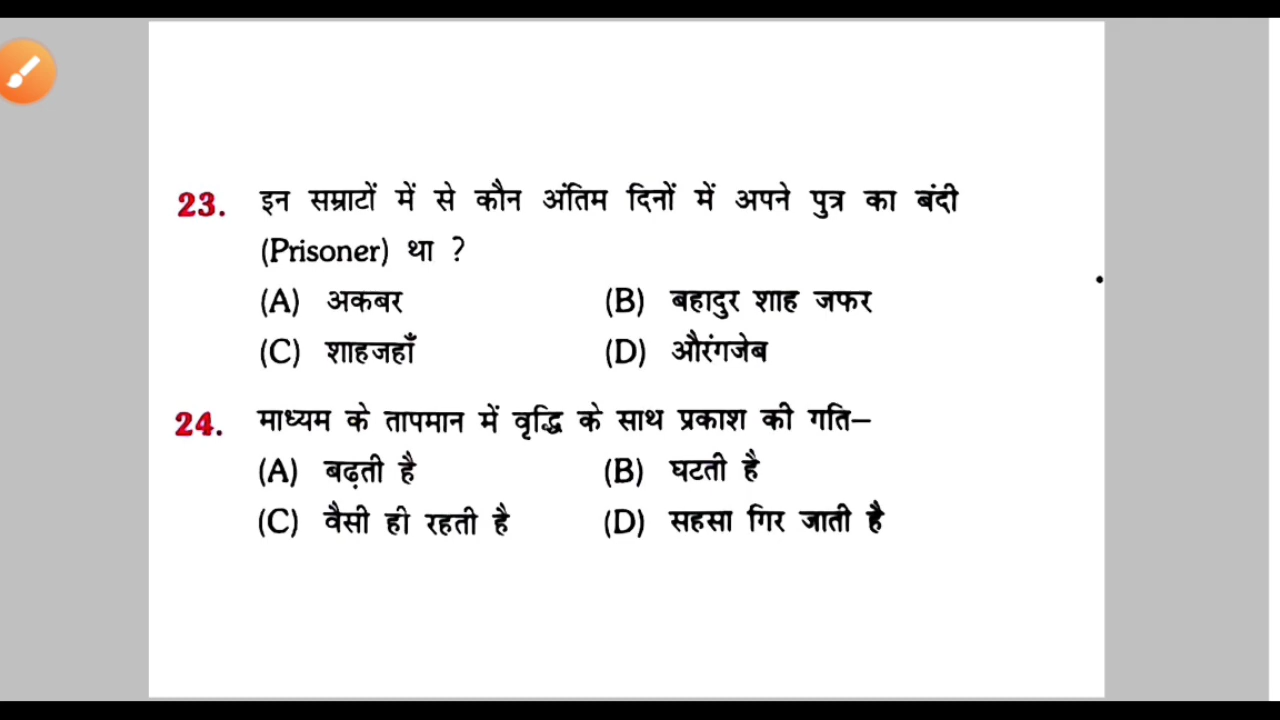 23. इन सम्राटों में से कौन अंतिम दिनों में अपने पुत्र का बंदी
(Prisoner) था ?
(A) अकबर (B) बहादुर शाह जफर
(C) शाहजहाँ (D) औरंगजेब
24. माध्यम के तापमान में वृद्धि के साथ प्रकाश की गति–
(A) बढ़ती है (B) घटती है
(C) वैसी ही रहती है (D) सहसा गिर जाती है